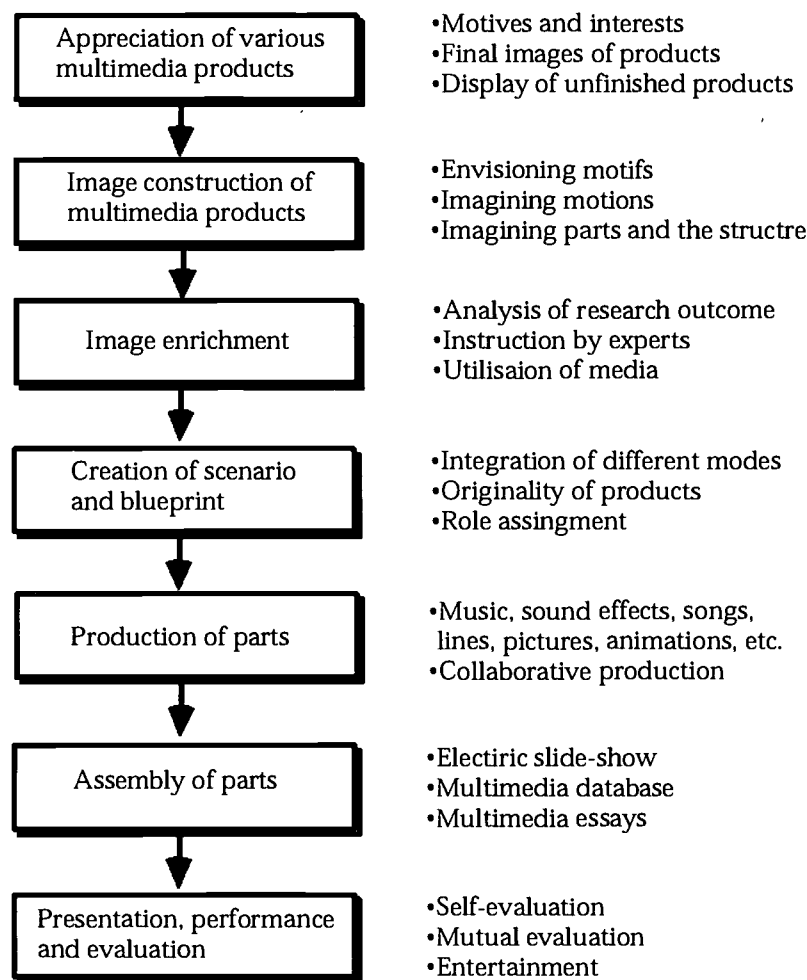 Appreciation of various
multimedia products
•Motives and interests
•Final images of products
•Display of unfinished products
Image construction of
multimedia products
•Envisioning motifs
•Imagining motions
•Imagining parts and the structre
Image enrichment
•Analysis of research outcome
•Instruction by experts
•Utilisaion of media
Creation of scenario
and blueprint
•Integration of different modes
•Originality of products
•Role assingment
Production of parts
•Music, sound effects, songs,
lines, pictures, animations, etc.
•Collaborative production
Assembly of parts
•Electiric slide-show
•Multimedia database
•Multimedia essays
Presentation, performance
and evaluation
•Self-evaluation
•Mutual evaluation
•Entertainment